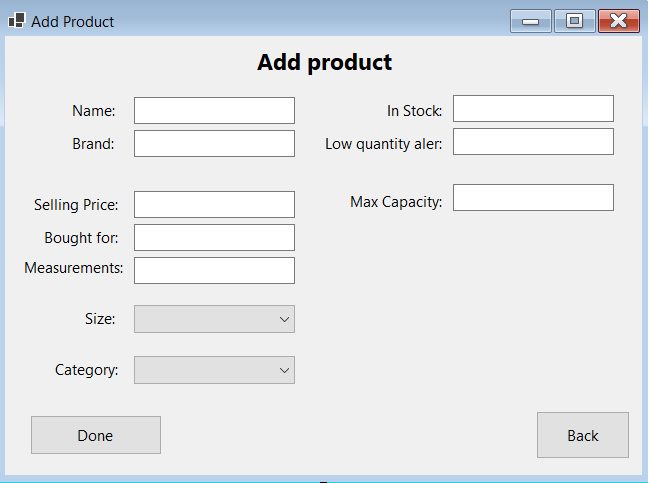 Add Product
Add product
Name:
In Stock:
Brand:
Low quantity aler:
Selling Price:
Max Capacity:
Bought for:
Measurements:
Size:
Category:
Done
Back